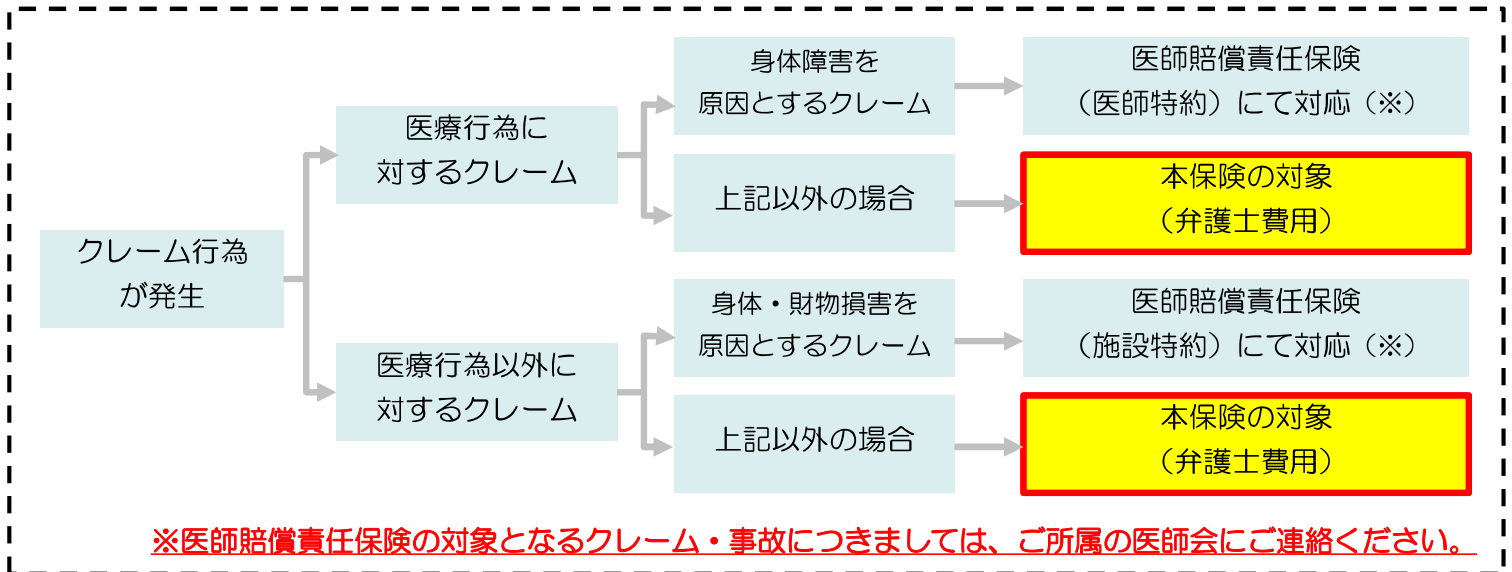 クレーム行為
が発生
医療行為に
対するクレーム
身体障害を
原因とするクレーム
医師賠償責任保険
（医師特約）にて対応（※）
上記以外の場合
本保険の対象
（弁護士費用）
医療行為以外に
対するクレーム
身体・財物損害を
原因とするクレーム
医師賠償責任保険
（施設特約）にて対応（※）
上記以外の場合
本保険の対象
（弁護士費用）
※医師賠償責任保険の対象となるクレーム・事故につきましては、ご所属の医師会にご連絡ください。